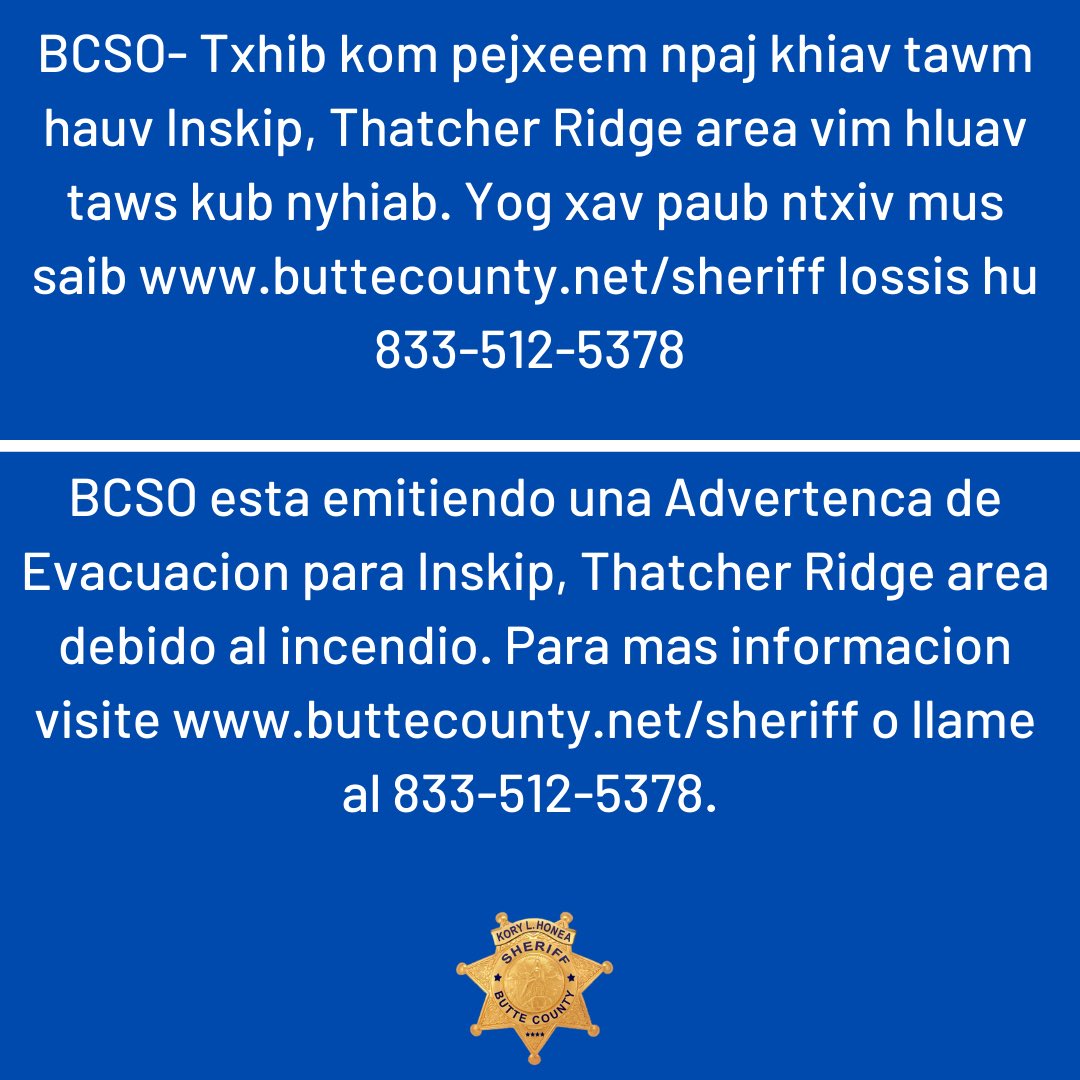 BCSO- Txhib kom pejxeem npaj khiav tawm
hauv Inskip, Thatcher Ridge area vim hluav
taws kub nyhiab. Yog xav paub ntxiv mus
saib www.buttecounty.net/sheriff lossis hu
833-512-5378
BCSO esta emitiendo una Advertenca de
Evacuacion para Inskip, Thatcher Ridge area
debido al incendio. Para mas informacion
visite www.buttecounty.net/sheriff o llame
al 833-512-5378.
KORY L. HONEA
SHERIFF
BUTTE COUNTY